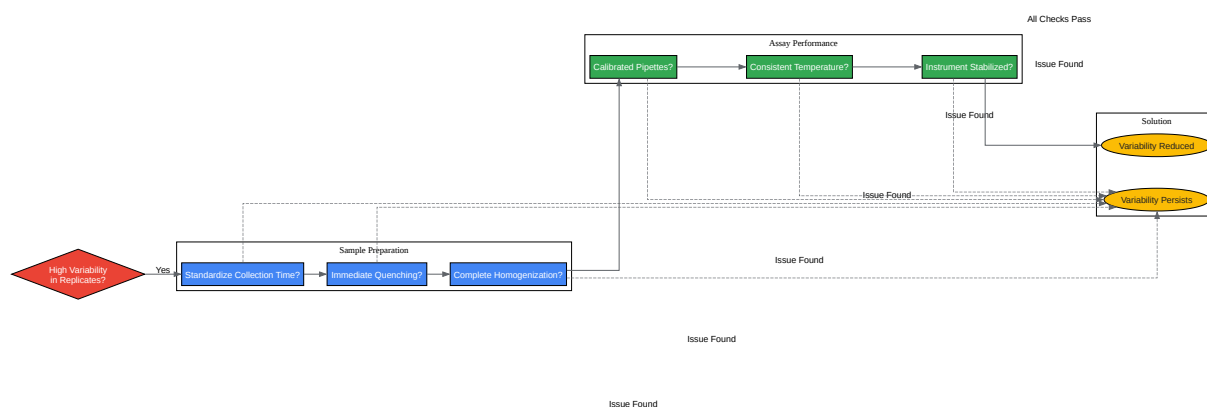 All Checks Pass
Assay Performance
Calibrated Pipettes?
Consistent Temperature?
Instrument Stabilized?
Issue Found
Issue Found
Solution
Variability Reduced
Issue Found
Variability Persists
Sample Preparation
High Variability
in Replicates?
Yes
Standardize Collection Time?
Immediate Quenching?
Complete Homogenization?
Issue Found
Issue Found
Issue Found